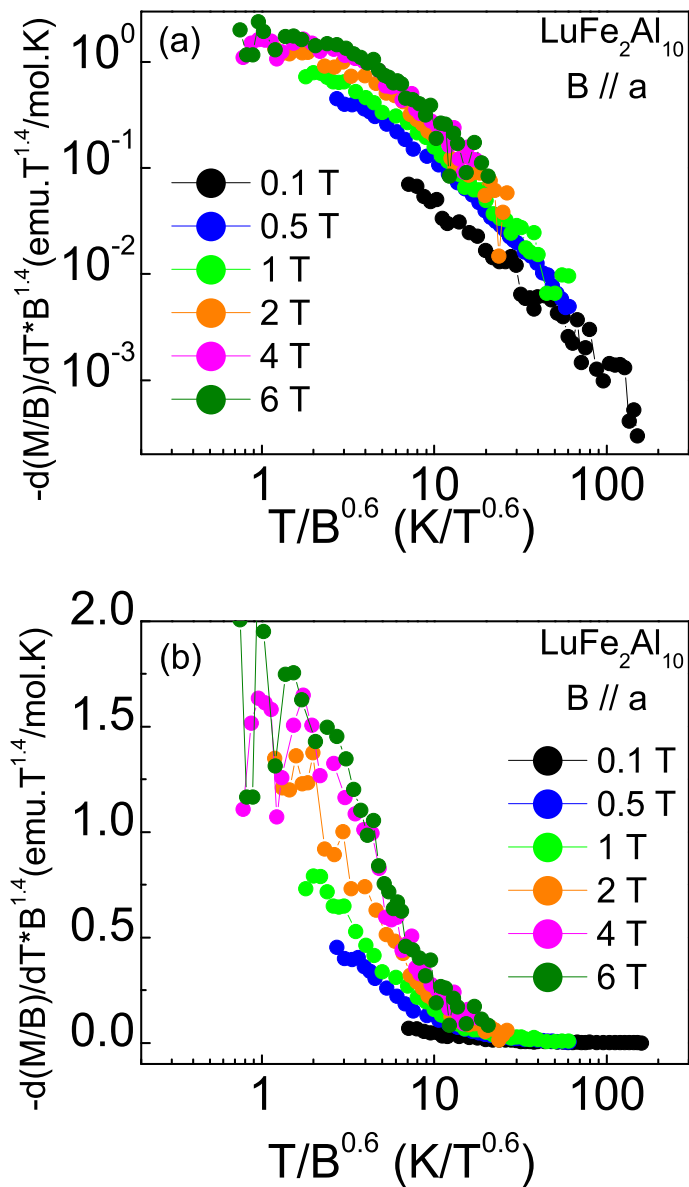 (a)
LuFe₂Al₁₀
B // a
-d(M/B)/dT*B^1.4 (emu.T^1.4/mol.K)
10^0
10^-1
10^-2
10^-3
0.1 T
0.5 T
1 T
2 T
4 T
6 T
1 10 100
T/B^0.6 (K/T^0.6)
(b)
LuFe₂Al₁₀
B // a
-d(M/B)/dT*B^1.4 (emu.T^1.4/mol.K)
2.0
1.5
1.0
0.5
0.0
0.1 T
0.5 T
1 T
2 T
4 T
6 T
1 10 100
T/B^0.6 (K/T^0.6)